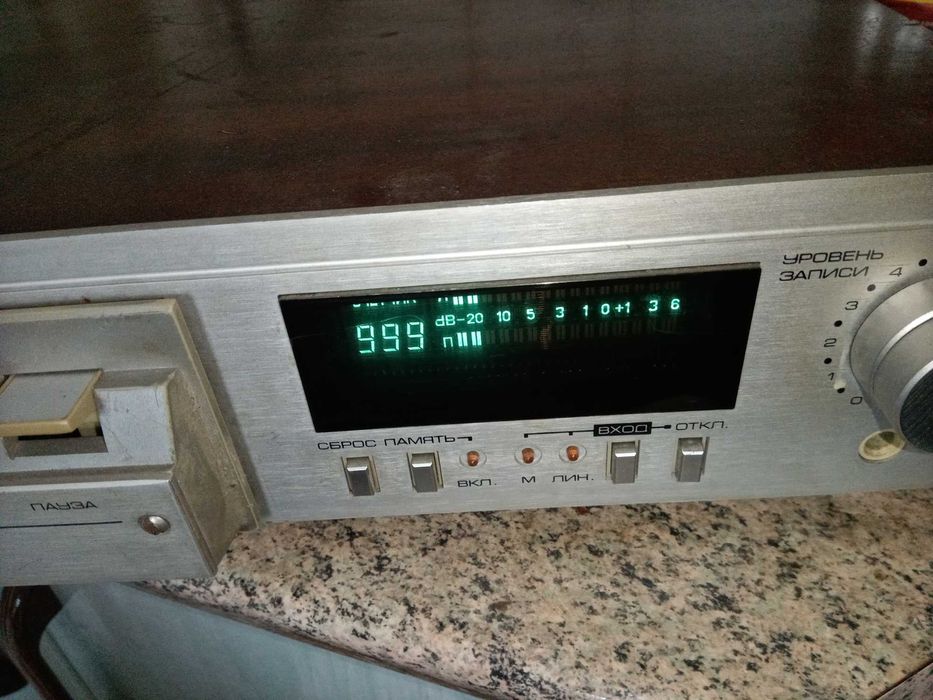 УРОВЕНЬ
ЗАПИСИ
4
3
2
1
0
999 dB-20 10 5 3 1 0 +1 3 6
П
СБРОС ПАМЯТЬ ВХОД ОТКЛ.
ВКЛ. М ЛИН.
ПАУЗА